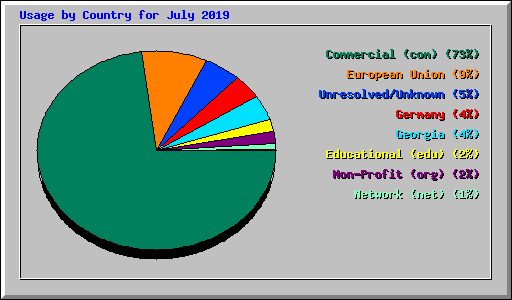 Usage by Country for July 2019
Commercial (com) (73%)
European Union (9%)
Unresolved/Unknown (5%)
Germany (4%)
Georgia (4%)
Educational (edu) (2%)
Non-Profit (org) (2%)
Network (net) (1%)